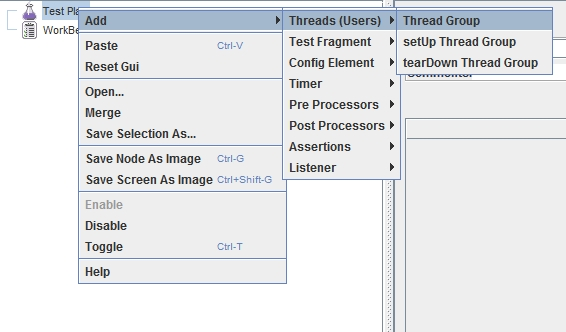 Test Pla
WorkBe
Add
Paste Ctrl-V
Reset Gui
Open...
Merge
Save Selection As...
Save Node As Image Ctrl-G
Save Screen As Image Ctrl+Shift-G
Enable
Disable
Toggle Ctrl-T
Help
Threads (Users)
Test Fragment
Config Element
Timer
Pre Processors
Post Processors
Assertions
Listener
Thread Group
setUp Thread Group
tearDown Thread Group